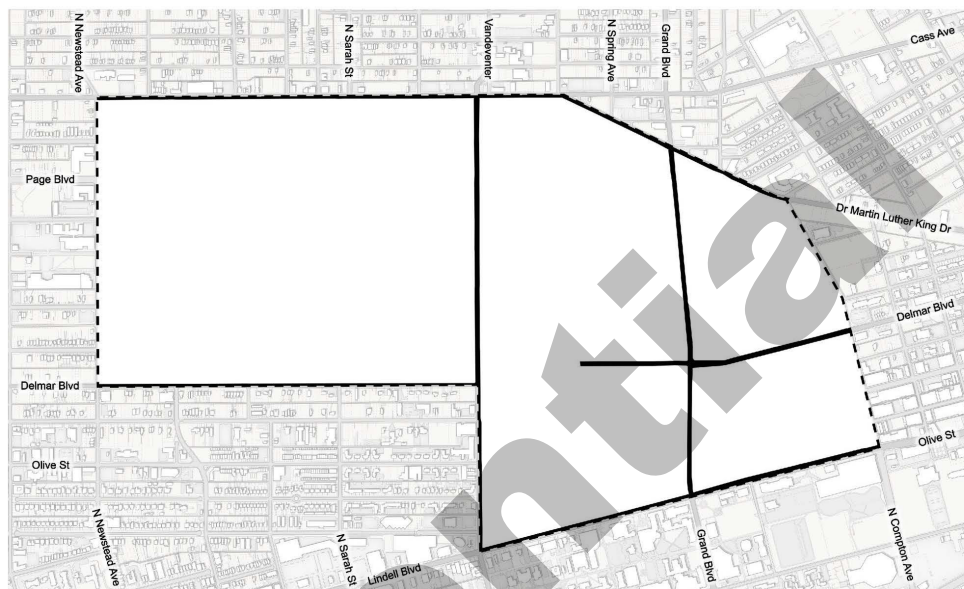 N Newstead Ave
N Sarah St
Vandeventer
N Spring Ave
Grand Blvd
Cass Ave
Page Blvd
Dr Martin Luther King Dr
Delmar Blvd
Delmar Blvd
Olive St
Olive St
N Newstead Ave
N Sarah St
Lindell Blvd
Grand Blvd
N Compton Ave
ntial